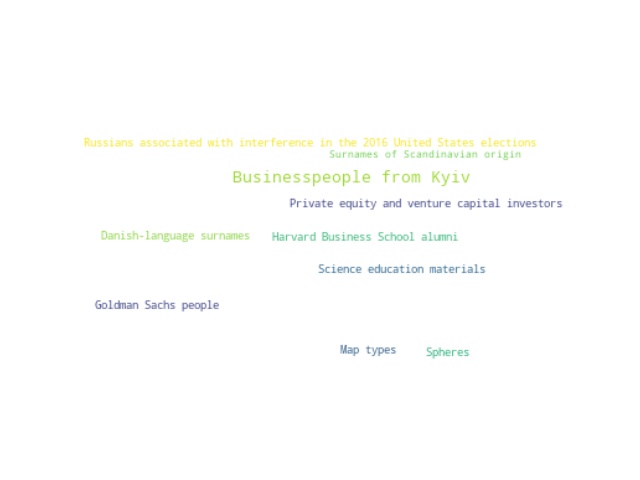 Russians associated with interference in the 2016 United States elections
Surnames of Scandinavian origin
Businesspeople from Kyiv
Private equity and venture capital investors
Danish-language surnames
Harvard Business School alumni
Science education materials
Goldman Sachs people
Map types
Spheres